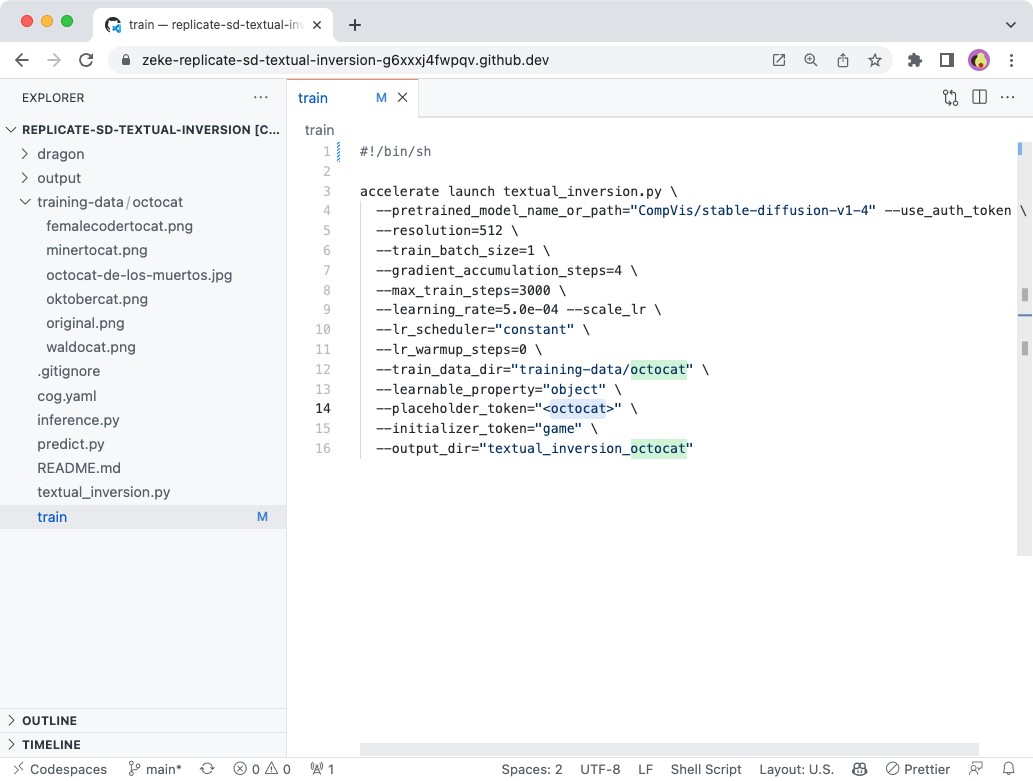 train — replicate-sd-textual-inv
zeke-replicate-sd-textual-inversion-g6xxxj4fwpqv.github.dev
EXPLORER
REPLICATE-SD-TEXTUAL-INVERSION [C...
dragon
output
training-data/octocat
femalecodertocat.png
minertocat.png
octocat-de-los-muertos.jpg
oktobercat.png
original.png
waldocat.png
.gitignore
cog.yaml
inference.py
predict.py
README.md
textual_inversion.py
train M
OUTLINE
TIMELINE
train M
train
1 #!/bin/sh
2
3 accelerate launch textual_inversion.py \
4 --pretrained_model_name_or_path="CompVis/stable-diffusion-v1-4" --use_auth_token \
5 --resolution=512 \
6 --train_batch_size=1 \
7 --gradient_accumulation_steps=4 \
8 --max_train_steps=3000 \
9 --learning_rate=5.0e-04 --scale_lr \
10 --lr_scheduler="constant" \
11 --lr_warmup_steps=0 \
12 --train_data_dir="training-data/octocat" \
13 --learnable_property="object" \
14 --placeholder_token="<octocat>" \
15 --initializer_token="game" \
16 --output_dir="textual_inversion_octocat"
Codespaces main* 0 0 1 Spaces: 2 UTF-8 LF Shell Script Layout: U.S. Prettier